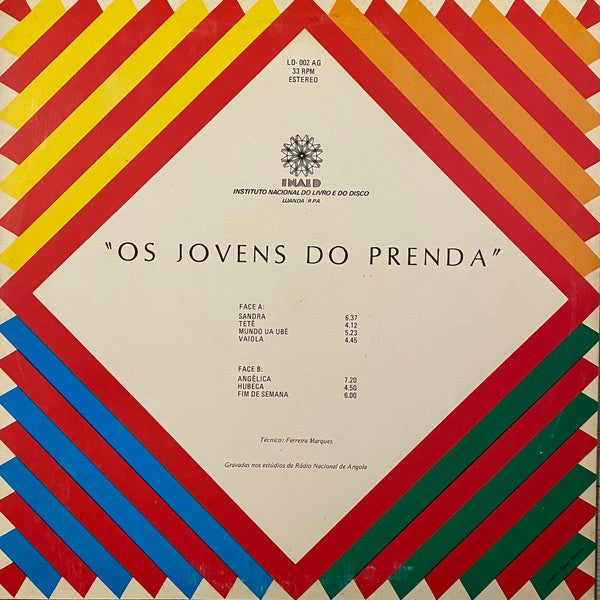 LD- 002 AG
33 RPM
ESTEREO
INALD
INSTITUTO NACIONAL DO LIVRO E DO DISCO
LUANDA / R P A
"OS JOVENS DO PRENDA"
FACE A:
SANDRA 6.37
TETÉ 4.12
MUNDO UA UBÉ 5.23
VAIOLA 4.45
FACE B:
ANGÉLICA 7.20
HUBECA 4.50
FIM DE SEMANA 6.00
Técnico: Ferreira Marques
Gravadas nos estúdios da Rádio Nacional de Angola